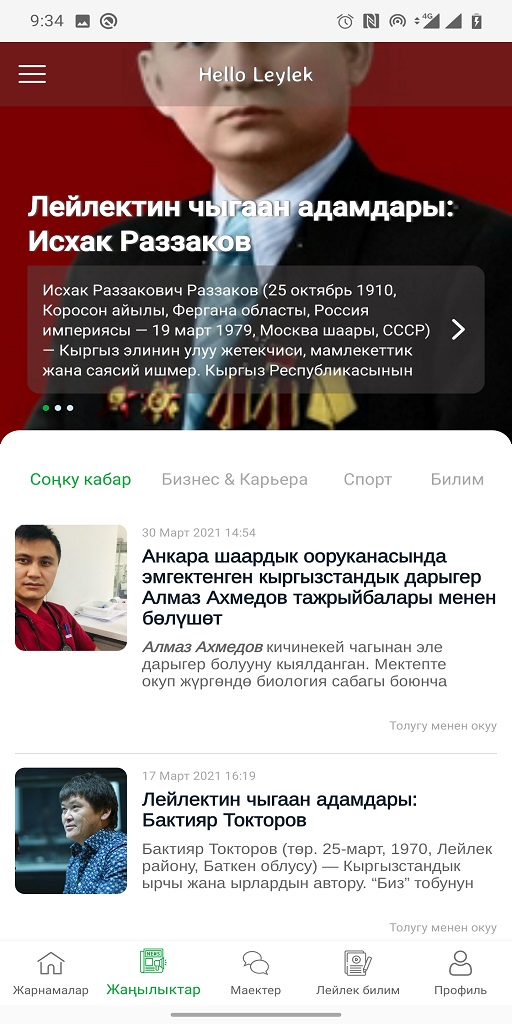 9:34
4G
Hello Leylek
Лейлектин чыгаан адамдары:
Исхак Раззаков
Исхак Раззакович Раззаков (25 октябрь 1910,
Коросон айылы, Фергана областы, Россия
империясы — 19 март 1979, Москва шаары, СССР)
— Кыргыз элинин улуу жетекчиси, мамлекеттик
жана саясий ишмер. Кыргыз Республикасынын
Соңку кабар
Бизнес & Карьера
Спорт
Билим
30 Март 2021 14:54
Анкара шаардык ооруканасында
эмгектенген кыргызстандык дарыгер
Алмаз Ахмедов тажрыйбалары менен
бөлүшөт
Алмаз Ахмедов кичинекей чагынан эле
дарыгер болууну кыялданган. Мектепте
окуп жүргөндө биология сабагы боюнча
Толугу менен окуу
17 Март 2021 16:19
Лейлектин чыгаан адамдары:
Бактияр Токторов
Бактияр Токторов (төр. 25-март, 1970, Лейлек
району, Баткен облусу) — Кыргызстандык
ырчы жана ырлардын автору. “Биз” тобунун
Толугу менен окуу
NEWS
Жарнамалар
Жаңылыктар
Маектер
Лейлек билим
Профиль